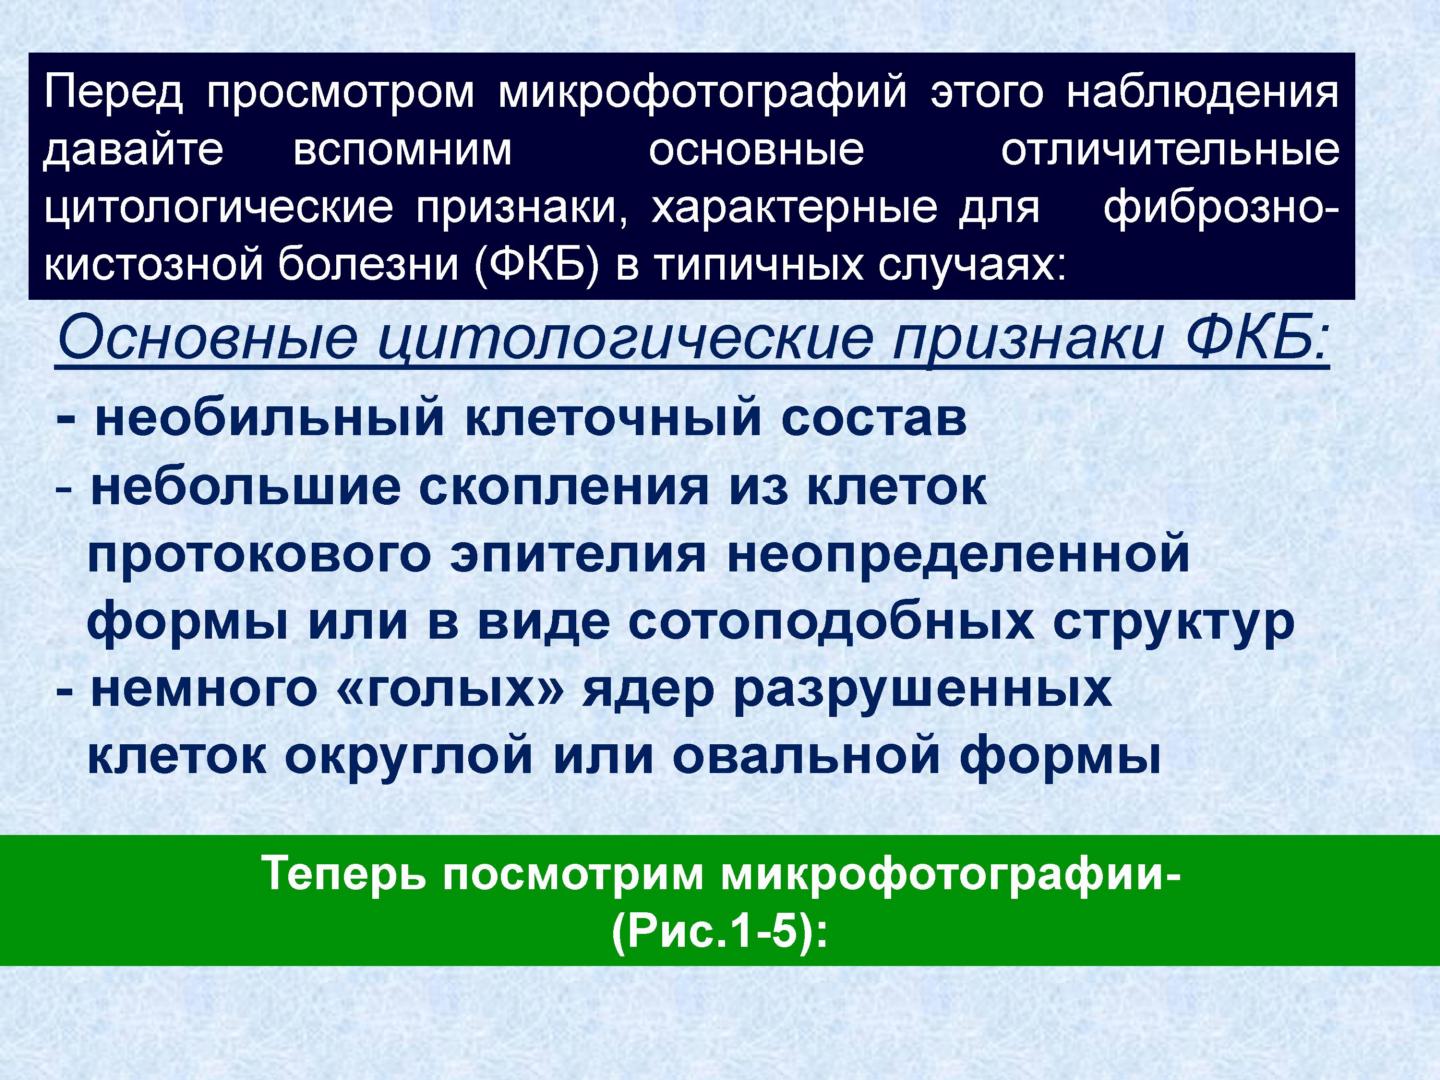 Перед просмотром микрофотографий этого наблюдения
давайте вспомним основные отличительные
цитологические признаки, характерные для фиброзно-
кистозной болезни (ФКБ) в типичных случаях:
Основные цитологические признаки ФКБ:
- необильный клеточный состав
- небольшие скопления из клеток
протокового эпителия неопределенной
формы или в виде сотоподобных структур
- немного «голых» ядер разрушенных
клеток округлой или овальной формы
Теперь посмотрим микрофотографии-
(Рис.1-5):